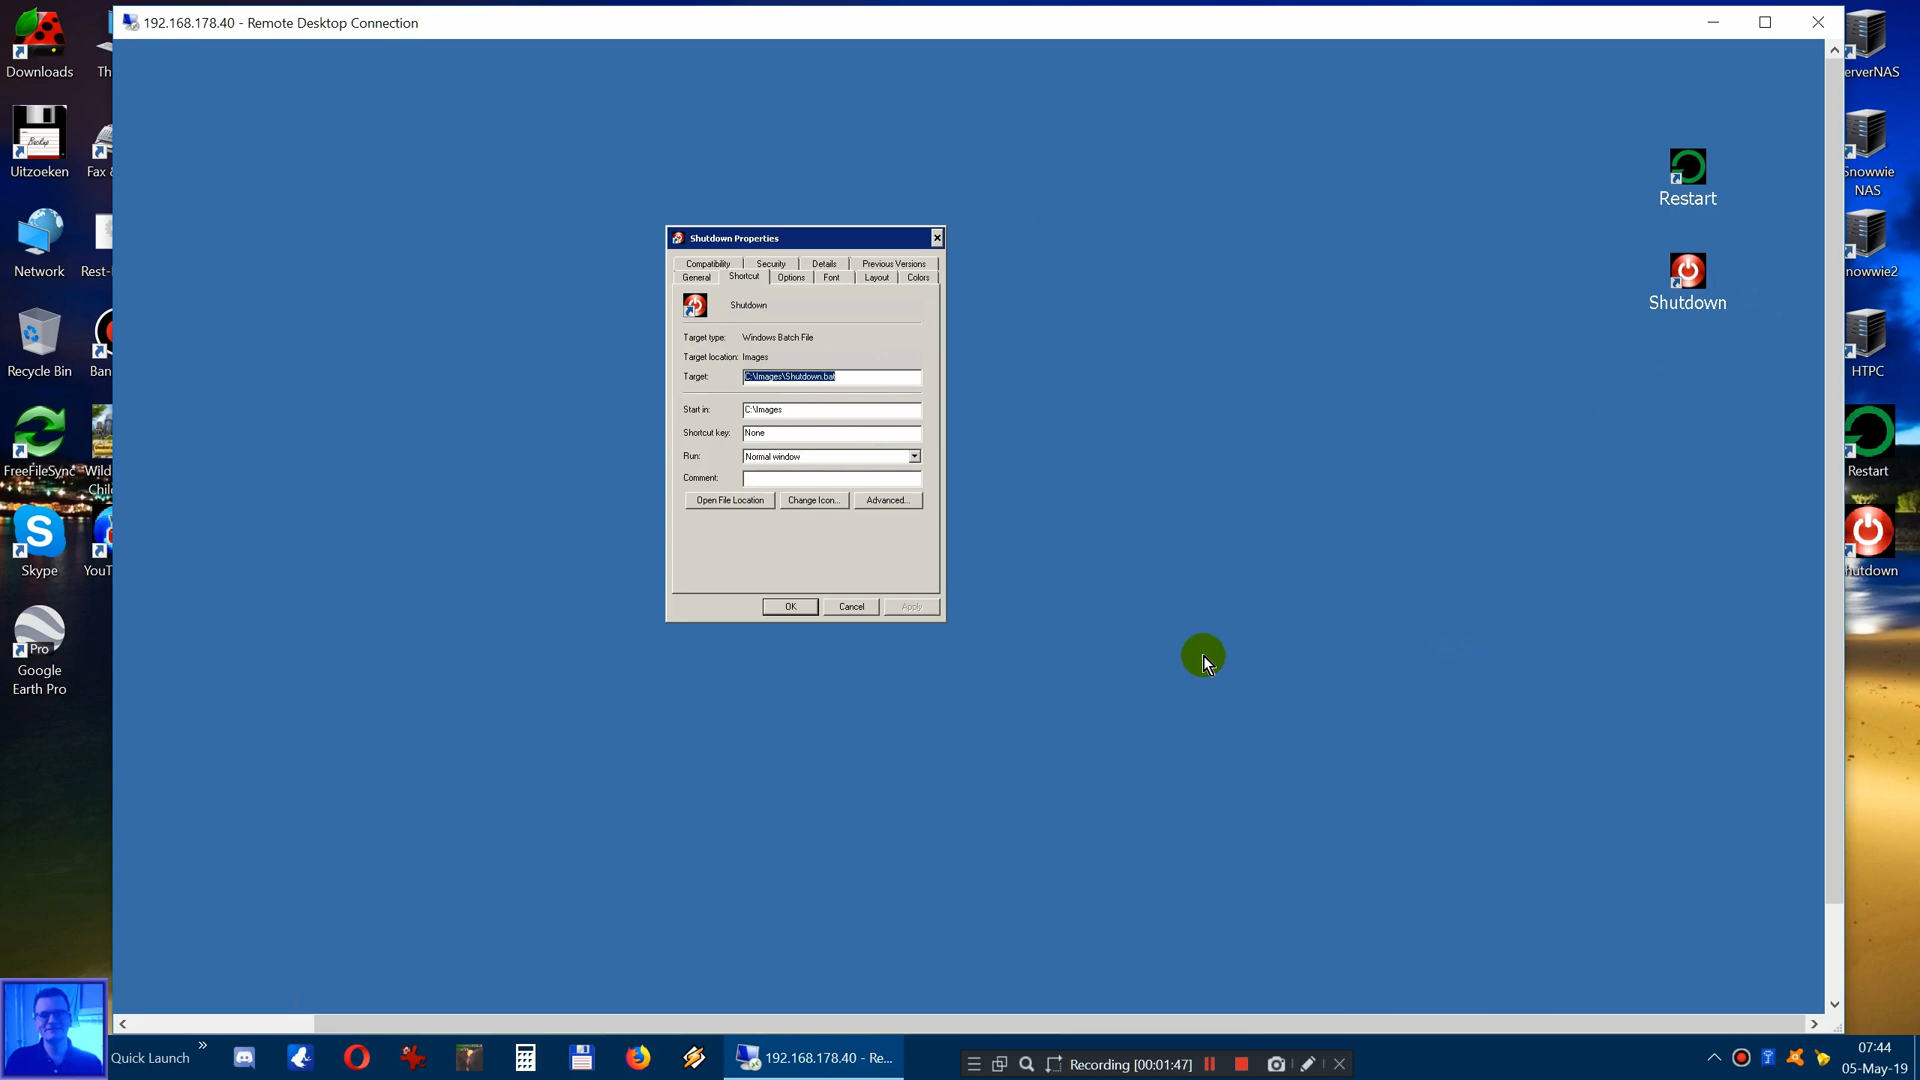 192.168.178.40 - Remote Desktop Connection
Downloads
Th
Uitzoeken
Fax &
Network
Rest-
Recycle Bin
Ban
FreeFileSync
Wild
Chil
Skype
YouT
Pro
Google
Earth Pro
Backup
Restart
Shutdown
Shutdown Properties
Compatibility
Security
Details
Previous Versions
General
Shortcut
Options
Font
Layout
Colors
Shutdown
Target type: Windows Batch File
Target location: Images
Target: C:\Images\Shutdown.bat
Start in: C:\Images
Shortcut key: None
Run: Normal window
Comment:
Open File Location
Change Icon...
Advanced...
OK
Cancel
Apply
erverNAS
Snowwie
NAS
nowwie2
HTPC
Restart
hutdown
Quick Launch
192.168.178.40 - Re...
Recording [00:01:47]
07:44
05-May-19